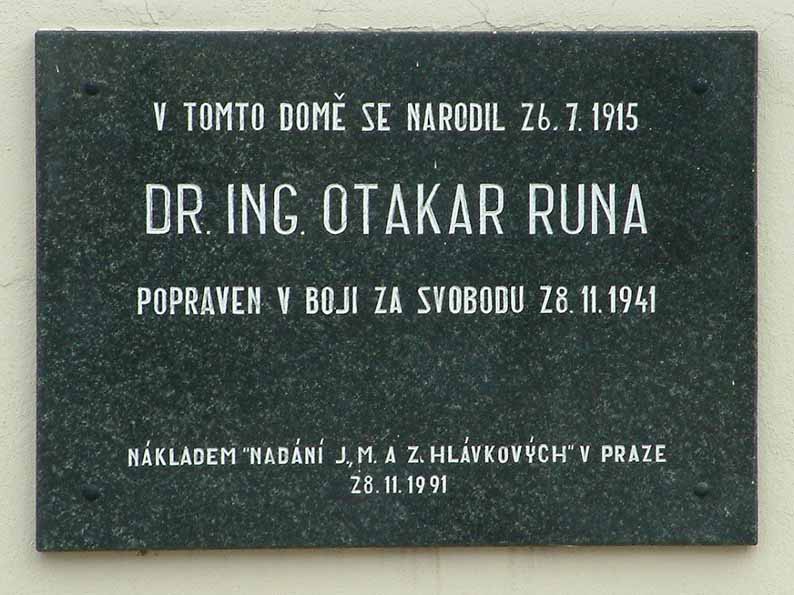 V TOMTO DOMĚ SE NARODIL 26. 7. 1915
DR. ING. OTAKAR RUNA
POPRAVEN V BOJI ZA SVOBODU 28. 11. 1941
NÁKLADEM "NADÁNÍ J., M. A Z. HLÁVKOVÝCH" V PRAZE
28. 11. 1991